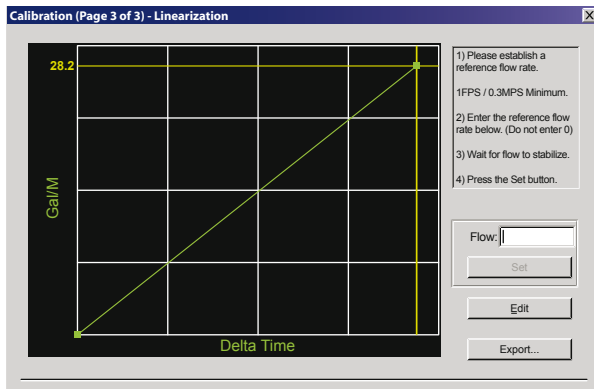 Calibration (Page 3 of 3) - Linearization
X
28.2
Gal/M
Delta Time
1) Please establish a
reference flow rate.
1FPS / 0.3MPS Minimum.
2) Enter the reference flow
rate below. (Do not enter 0)
3) Wait for flow to stabilize.
4) Press the Set button.
Flow:
Set
Edit
Export...